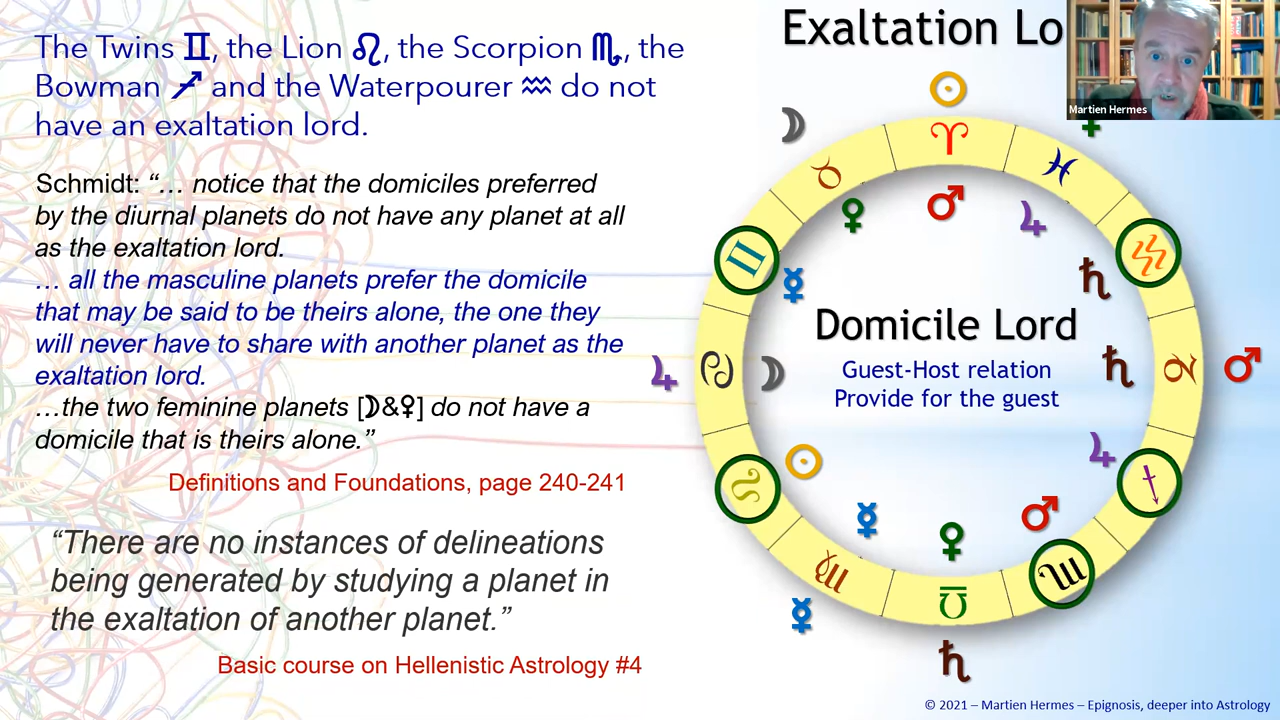 The Twins ♊, the Lion ♌, the Scorpion ♏, the
Bowman ♐ and the Waterpourer ♒ do not
have an exaltation lord.
Schmidt: “… notice that the domiciles preferred
by the diurnal planets do not have any planet at all
as the exaltation lord.
… all the masculine planets prefer the domicile
that may be said to be theirs alone, the one they
will never have to share with another planet as the
exaltation lord.
…the two feminine planets [☽&♀] do not have a
domicile that is theirs alone.”
Definitions and Foundations, page 240-241
“There are no instances of delineations
being generated by studying a planet in
the exaltation of another planet.”
Basic course on Hellenistic Astrology #4
Exaltation Lo
Martien Hermes
Domicile Lord
Guest-Host relation
Provide for the guest
© 2021 – Martien Hermes – Epignosis, deeper into Astrology